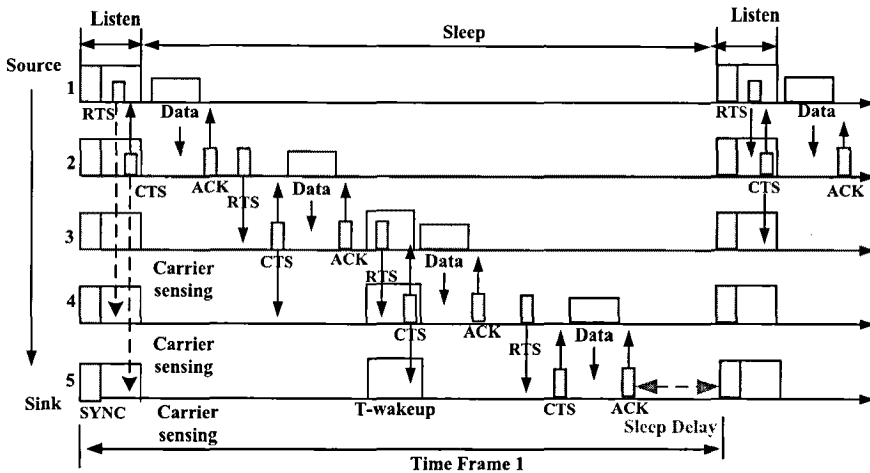 Listen
Sleep
Listen
Source
1
RTS
Data
RTS
Data
2
CTS
ACK
RTS
Data
CTS
ACK
3
CTS
ACK
RTS
Data
Carrier
sensing
4
CTS
ACK
RTS
Data
Carrier
sensing
5
Sink
SYNC
Carrier
sensing
T-wakeup
CTS
ACK
Sleep Delay
Time Frame 1